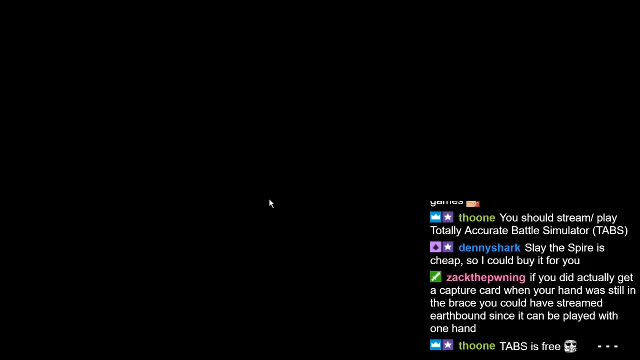 games
thoone You should stream/ play
Totally Accurate Battle Simulator (TABS)
dennyshark Slay the Spire is
cheap, so I could buy it for you
zackthepwning if you did actually get
a capture card when your hand was still in
the brace you could have streamed
earthbound since it can be played with
one hand
thoone TABS is free
---